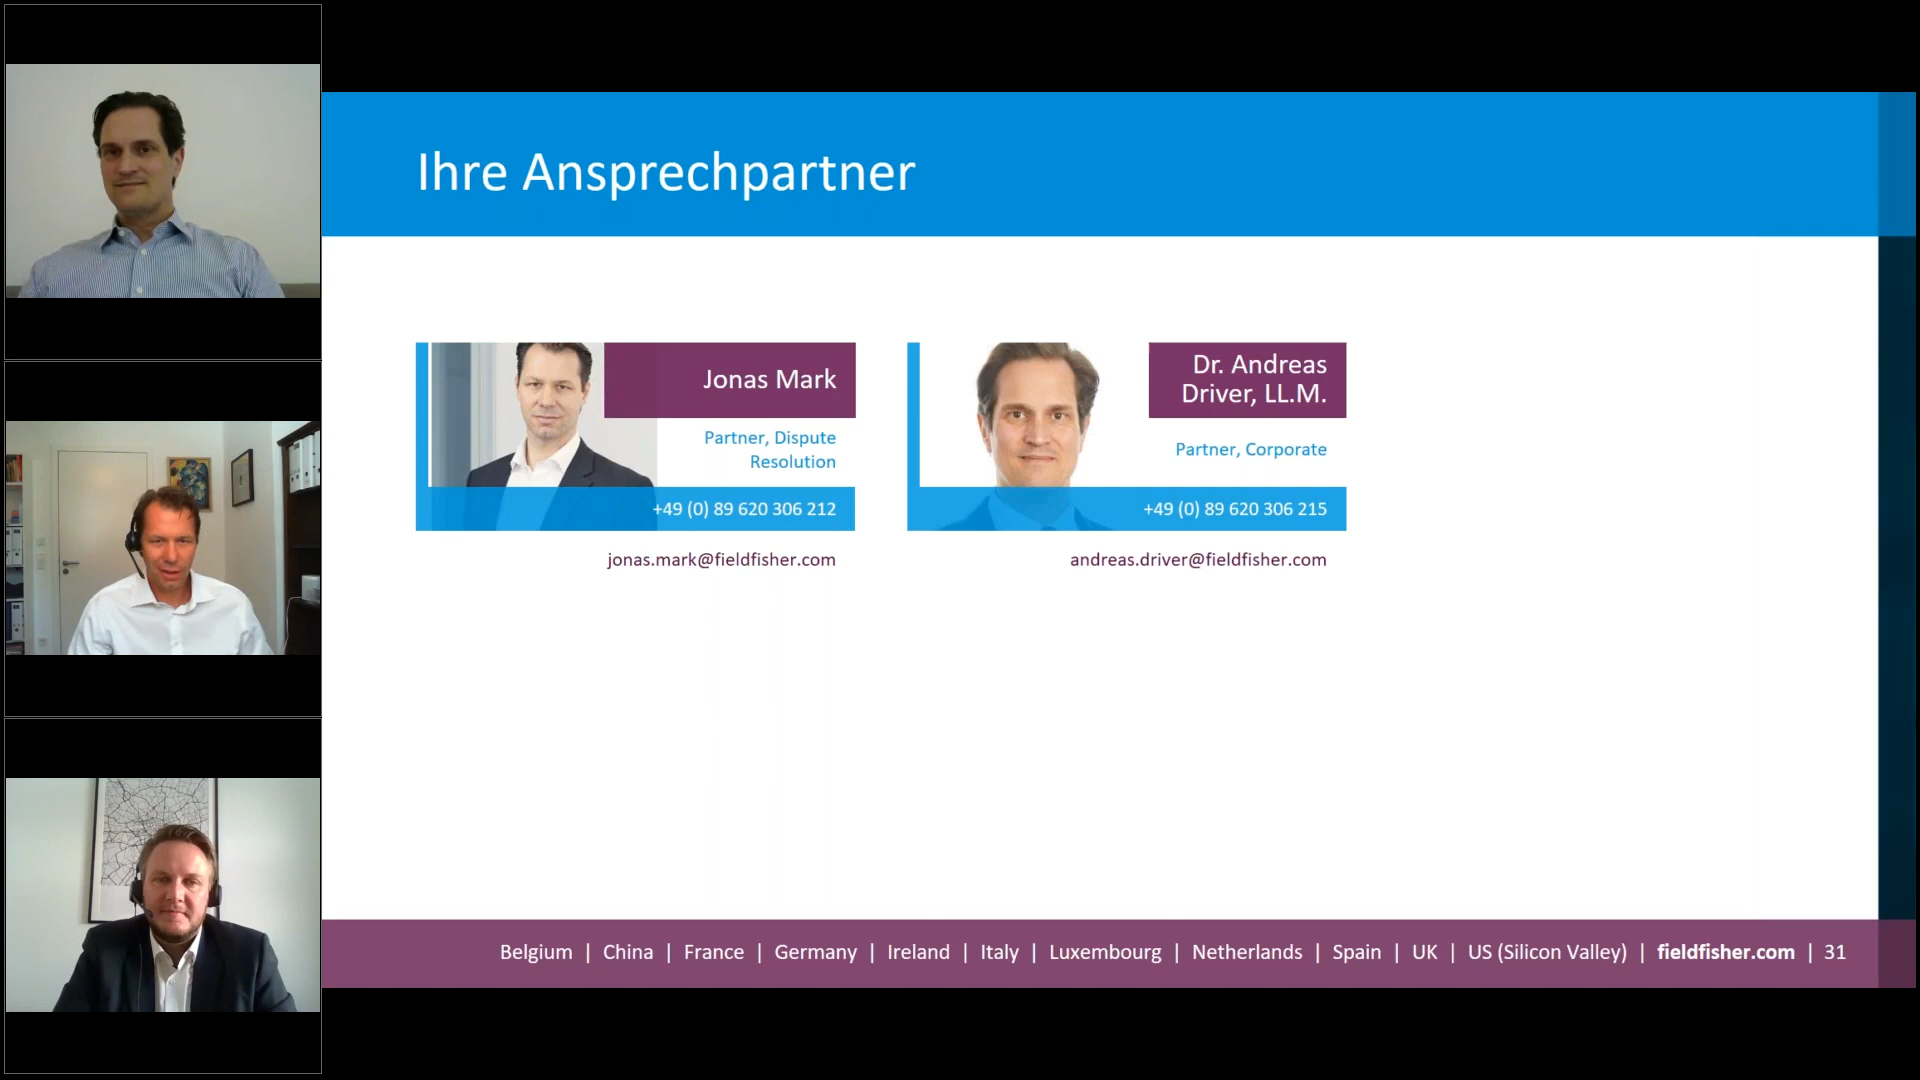 Ihre Ansprechpartner
Jonas Mark
Partner, Dispute
Resolution
+49 (0) 89 620 306 212
jonas.mark@fieldfisher.com
Dr. Andreas
Driver, LL.M.
Partner, Corporate
+49 (0) 89 620 306 215
andreas.driver@fieldfisher.com
Belgium | China | France | Germany | Ireland | Italy | Luxembourg | Netherlands | Spain | UK | US (Silicon Valley) | fieldfisher.com | 31